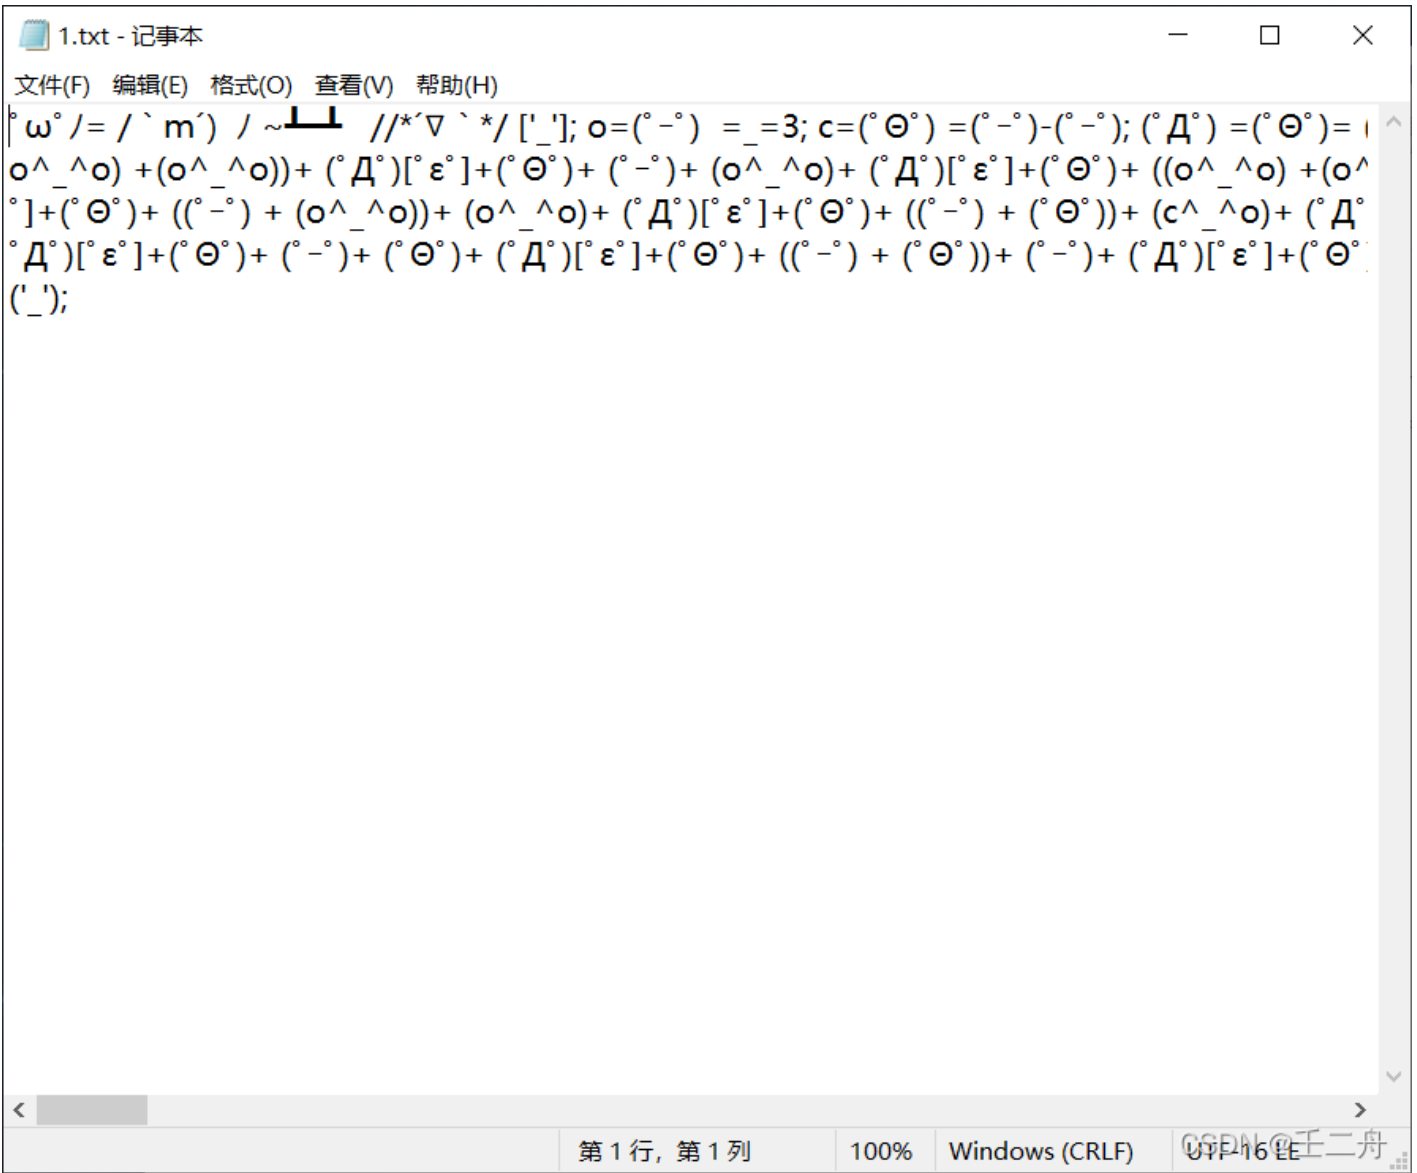 1.txt - 记事本
文件(F) 编辑(E) 格式(O) 查看(V) 帮助(H)
ﾟωﾟﾉ= /｀ｍ´）ﾉ ~┻━┻   //*´∇｀*/ ['_']; o=(ﾟｰﾟ)  =_=3; c=(ﾟΘﾟ) =(ﾟｰﾟ)-(ﾟｰﾟ); (ﾟДﾟ) =(ﾟΘﾟ)= (
o^_^o) +(o^_^o))+ (ﾟДﾟ)[ﾟεﾟ]+(ﾟΘﾟ)+ (ﾟｰﾟ)+ (o^_^o)+ (ﾟДﾟ)[ﾟεﾟ]+(ﾟΘﾟ)+ ((o^_^o) +(o^
ﾟ]+(ﾟΘﾟ)+ ((ﾟｰﾟ) + (o^_^o))+ (o^_^o)+ (ﾟДﾟ)[ﾟεﾟ]+(ﾟΘﾟ)+ ((ﾟｰﾟ) + (ﾟΘﾟ))+ (c^_^o)+ (ﾟДﾟ
ﾟДﾟ)[ﾟεﾟ]+(ﾟΘﾟ)+ (ﾟｰﾟ)+ (ﾟΘﾟ)+ (ﾟДﾟ)[ﾟεﾟ]+(ﾟΘﾟ)+ ((ﾟｰﾟ) + (ﾟΘﾟ))+ (ﾟｰﾟ)+ (ﾟДﾟ)[ﾟεﾟ]+(ﾟΘﾟ)
('_');
第 1 行，第 1 列 100% Windows (CRLF) UTF-16 LE
CSDN @壬二舟